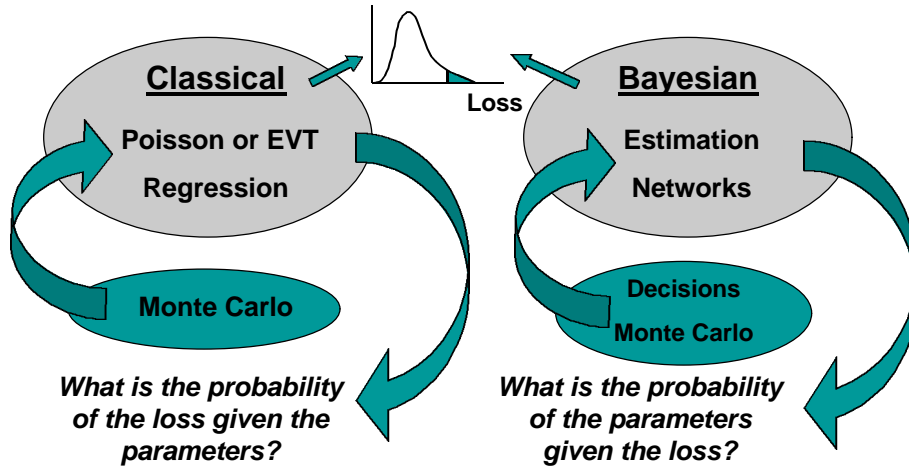 Classical
Poisson or EVT
Regression
Monte Carlo
What is the probability
of the loss given the
parameters?
Loss
Bayesian
Estimation
Networks
Decisions
Monte Carlo
What is the probability
of the parameters
given the loss?